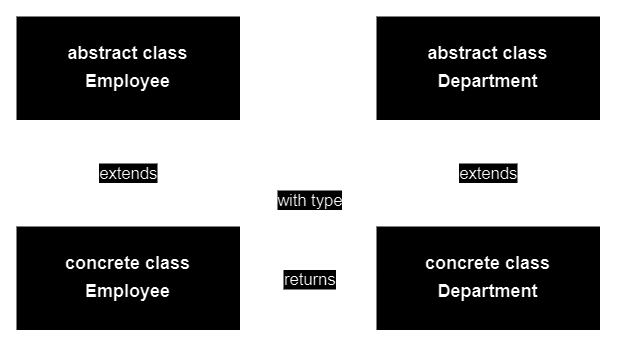 abstract class
Employee
abstract class
Department
extends
extends
with type
concrete class
Employee
returns
concrete class
Department